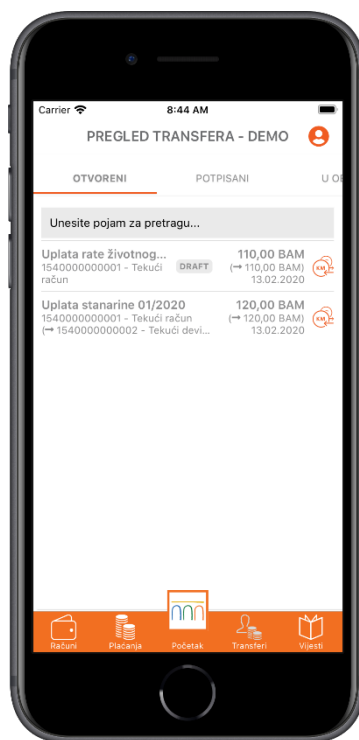 Carrier 8:44 AM
PREGLED TRANSFERA - DEMO
OTVORENI POTPISANI U OB
Unesite pojam za pretragu...
Uplata rate životnog... 110,00 BAM
1540000000001 - Tekući DRAFT (→ 110,00 BAM)
račun 13.02.2020
Uplata stanarine 01/2020 120,00 BAM
1540000000001 - Tekući račun (→ 120,00 BAM)
(→ 1540000000002 - Tekući devi... 13.02.2020
Računi Plaćanja Početak Transferi Vijesti